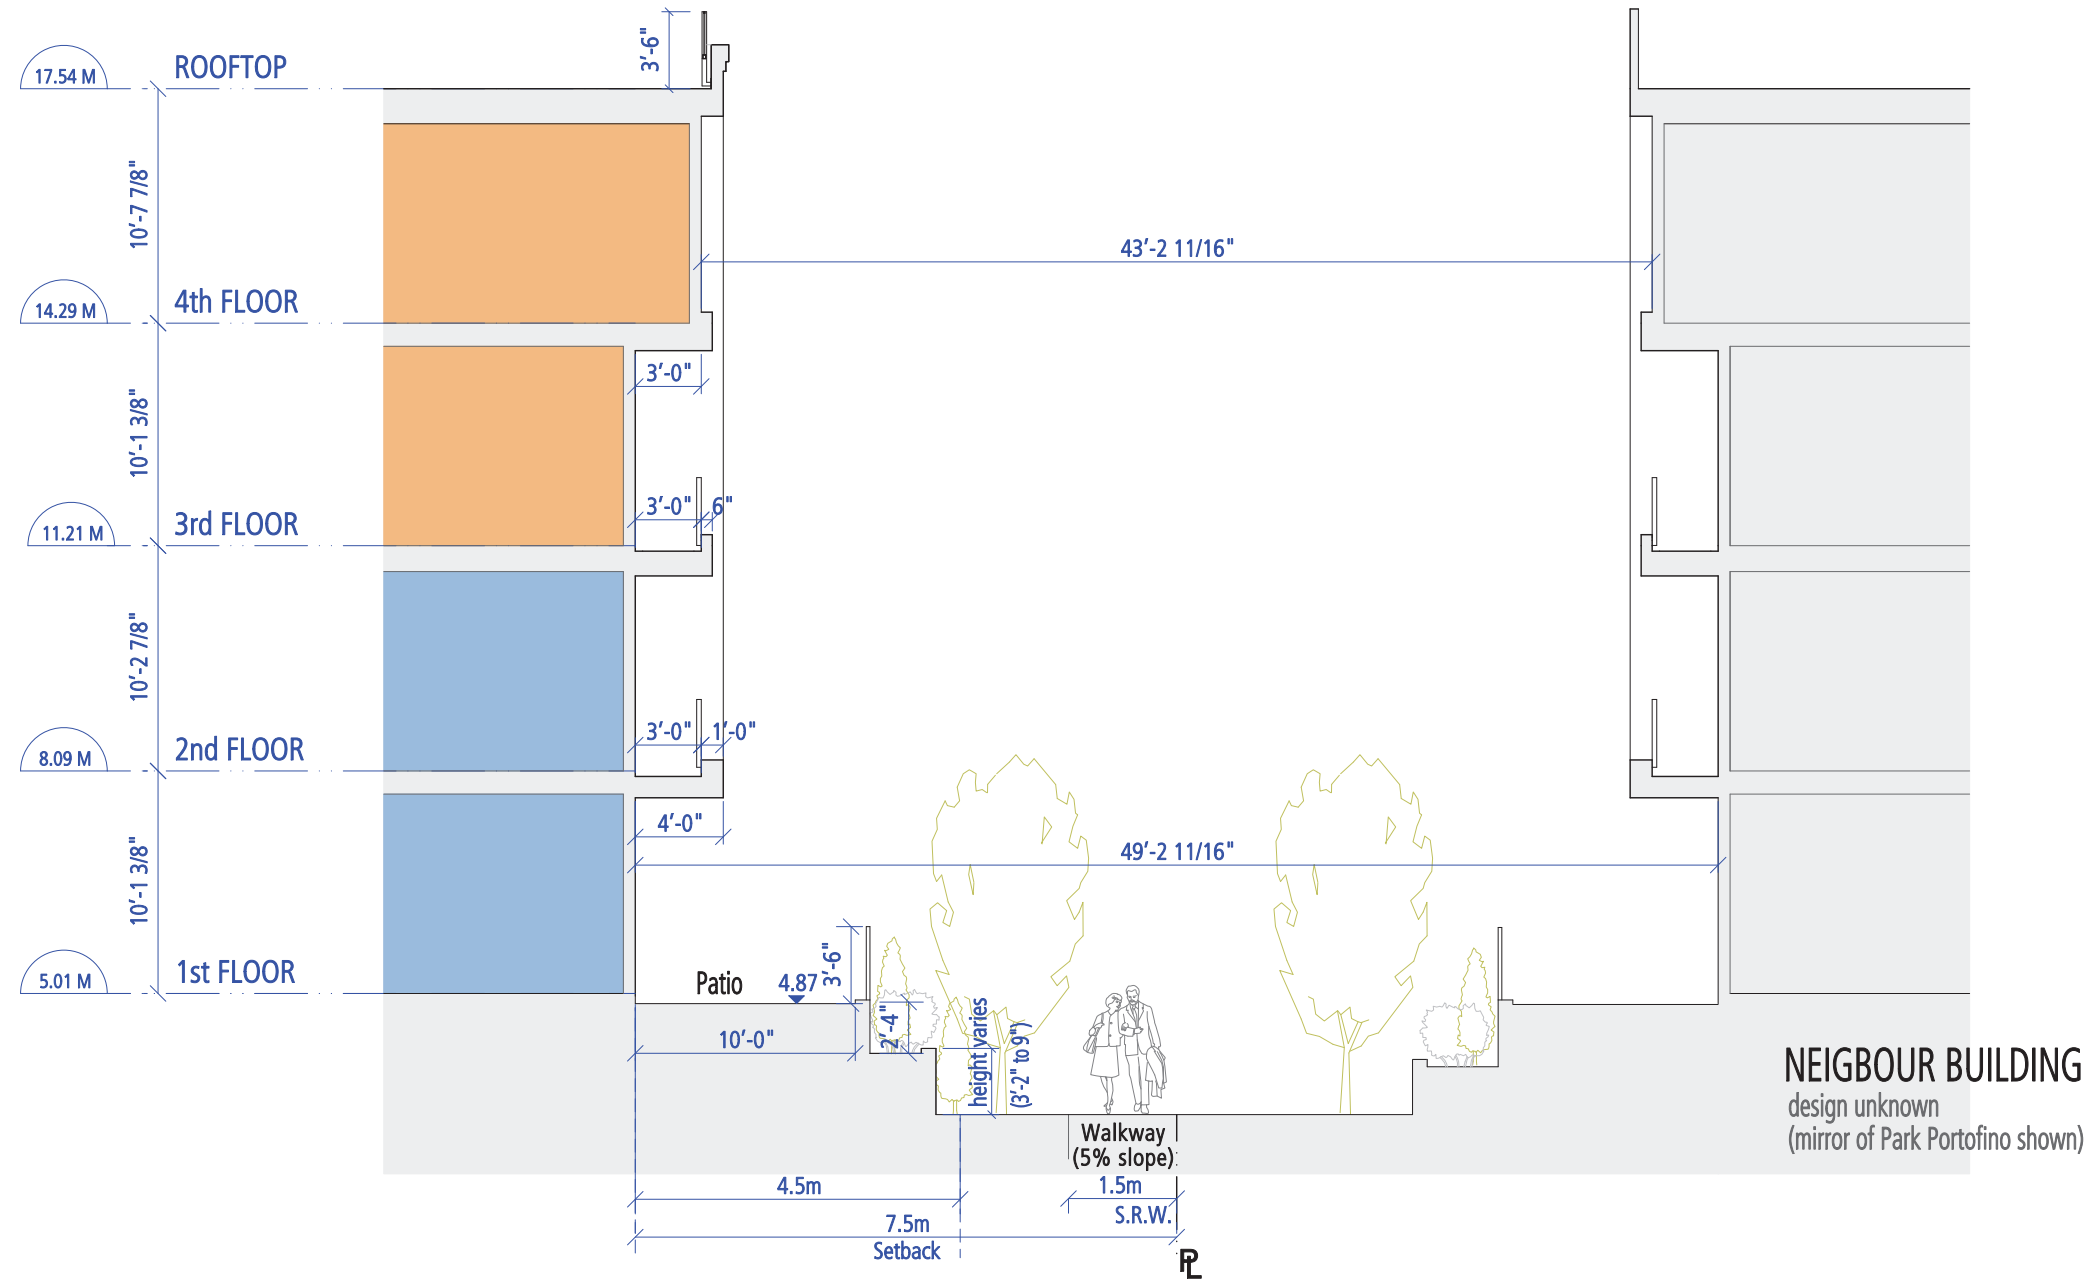 3'-6"
17.54 M
ROOFTOP
10'-7 7/8"
43'-2 11/16"
14.29 M
4th FLOOR
3'-0"
10'-1 3/8"
3'-0" 6"
11.21 M
3rd FLOOR
10'-2 7/8"
3'-0" 1'-0"
8.09 M
2nd FLOOR
4'-0"
49'-2 11/16"
10'-1 3/8"
3'-6"
5.01 M
1st FLOOR
Patio
4.87
2'-4"
height varies
(3'-2" to 9")
10'-0"
NEIGBOUR BUILDING
design unknown
(mirror of Park Portofino shown)
Walkway
(5% slope)
4.5m
1.5m
S.R.W.
7.5m
Setback
PL